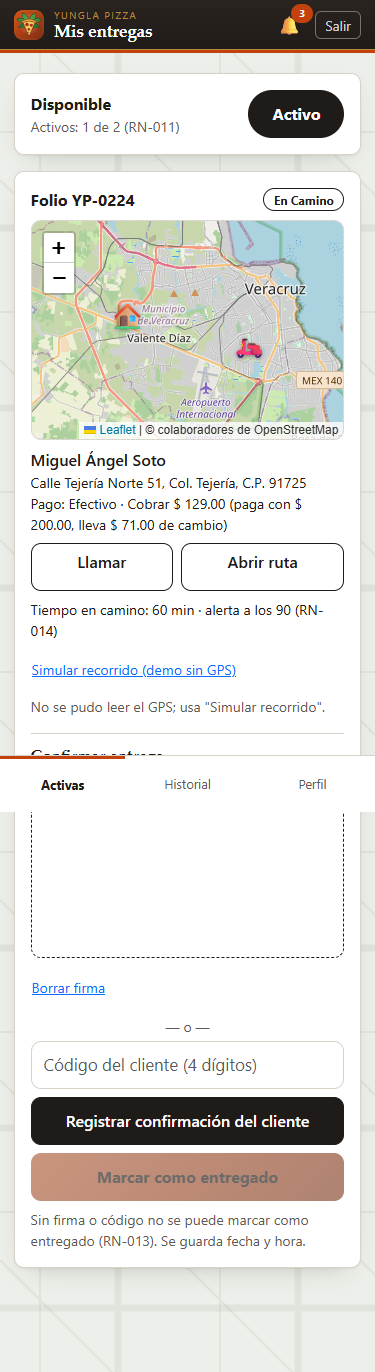 YUNGLA PIZZA
Mis entregas
3
Salir
Disponible
Activos: 1 de 2 (RN-011)
Activo
Folio YP-0224
En Camino
+
−
Veracruz
Municipio
de Veracruz
Valente Díaz
MEX 140
Aeropuerto
Internacional
Leaflet | © colaboradores de OpenStreetMap
Miguel Ángel Soto
Calle Tejería Norte 51, Col. Tejería, C.P. 91725
Pago: Efectivo · Cobrar $ 129.00 (paga con $
200.00, lleva $ 71.00 de cambio)
Llamar
Abrir ruta
Tiempo en camino: 60 min · alerta a los 90 (RN-
014)
Simular recorrido (demo sin GPS)
No se pudo leer el GPS; usa "Simular recorrido".
Confirmar entrega
Activas
Historial
Perfil
Borrar firma
— o —
Código del cliente (4 dígitos)
Registrar confirmación del cliente
Marcar como entregado
Sin firma o código no se puede marcar como
entregado (RN-013). Se guarda fecha y hora.